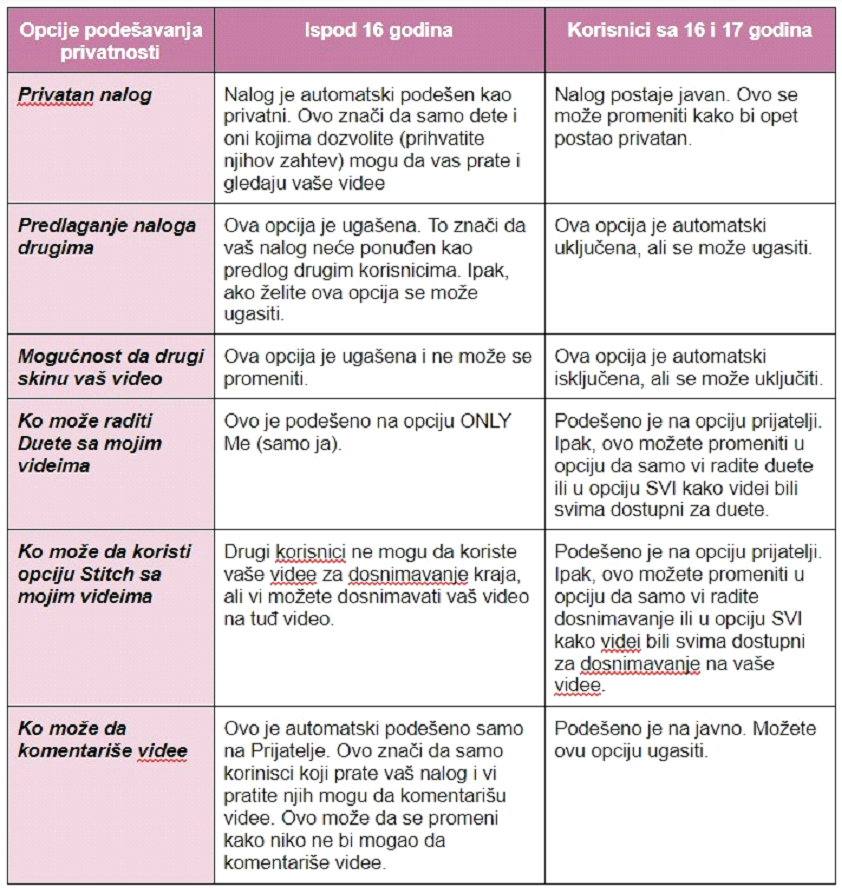 Opcije podešavanja
privatnosti
Ispod 16 godina
Korisnici sa 16 i 17 godina
Privatan nalog
Nalog je automatski podešen kao
privatni. Ovo znači da samo dete i
oni kojima dozvolite (prihvatite
njihov zahtev) mogu da vas prate i
gledaju vaše videe
Nalog postaje javan. Ovo se
može promeniti kako bi opet
postao privatan.
Predlaganje naloga
drugima
Ova opcija je ugašena. To znači da
vaš nalog neće ponuđen kao
predlog drugim korisnicima. Ipak,
ako želite ova opcija se može
ugasiti.
Ova opcija je automatski
uključena, ali se može ugasiti.
Mogućnost da drugi
skinu vaš video
Ova opcija je ugašena i ne može se
promeniti.
Ova opcija je automatski
isključena, ali se može uključiti.
Ko može raditi
Duete sa mojim
videima
Ovo je podešeno na opciju ONLY
Me (samo ja).
Podešeno je na opciju prijatelji.
Ipak, ovo možete promeniti u
opciju da samo vi radite duete
ili u opciju SVI kako videi bili
svima dostupni za duete.
Ko može da koristi
opciju Stitch sa
mojim videima
Drugi korisnici ne mogu da koriste
vaše videe za dosnimavanje kraja,
ali vi možete dosnimavati vaš video
na tuđ video.
Podešeno je na opciju prijatelji.
Ipak, ovo možete promeniti u
opciju da samo vi radite
dosnimavanje ili u opciju SVI
kako videi bili svima dostupni
za dosnimavanje na vaše
videe.
Ko može da
komentariše videe
Ovo je automatski podešeno samo
na Prijatelje. Ovo znači da samo
korinisci koji prate vaš nalog i vi
pratite njih mogu da komentarišu
videe. Ovo može da se promeni
kako niko ne bi mogao da
komentariše videe.
Podešeno je na javno. Možete
ovu opciju ugasiti.